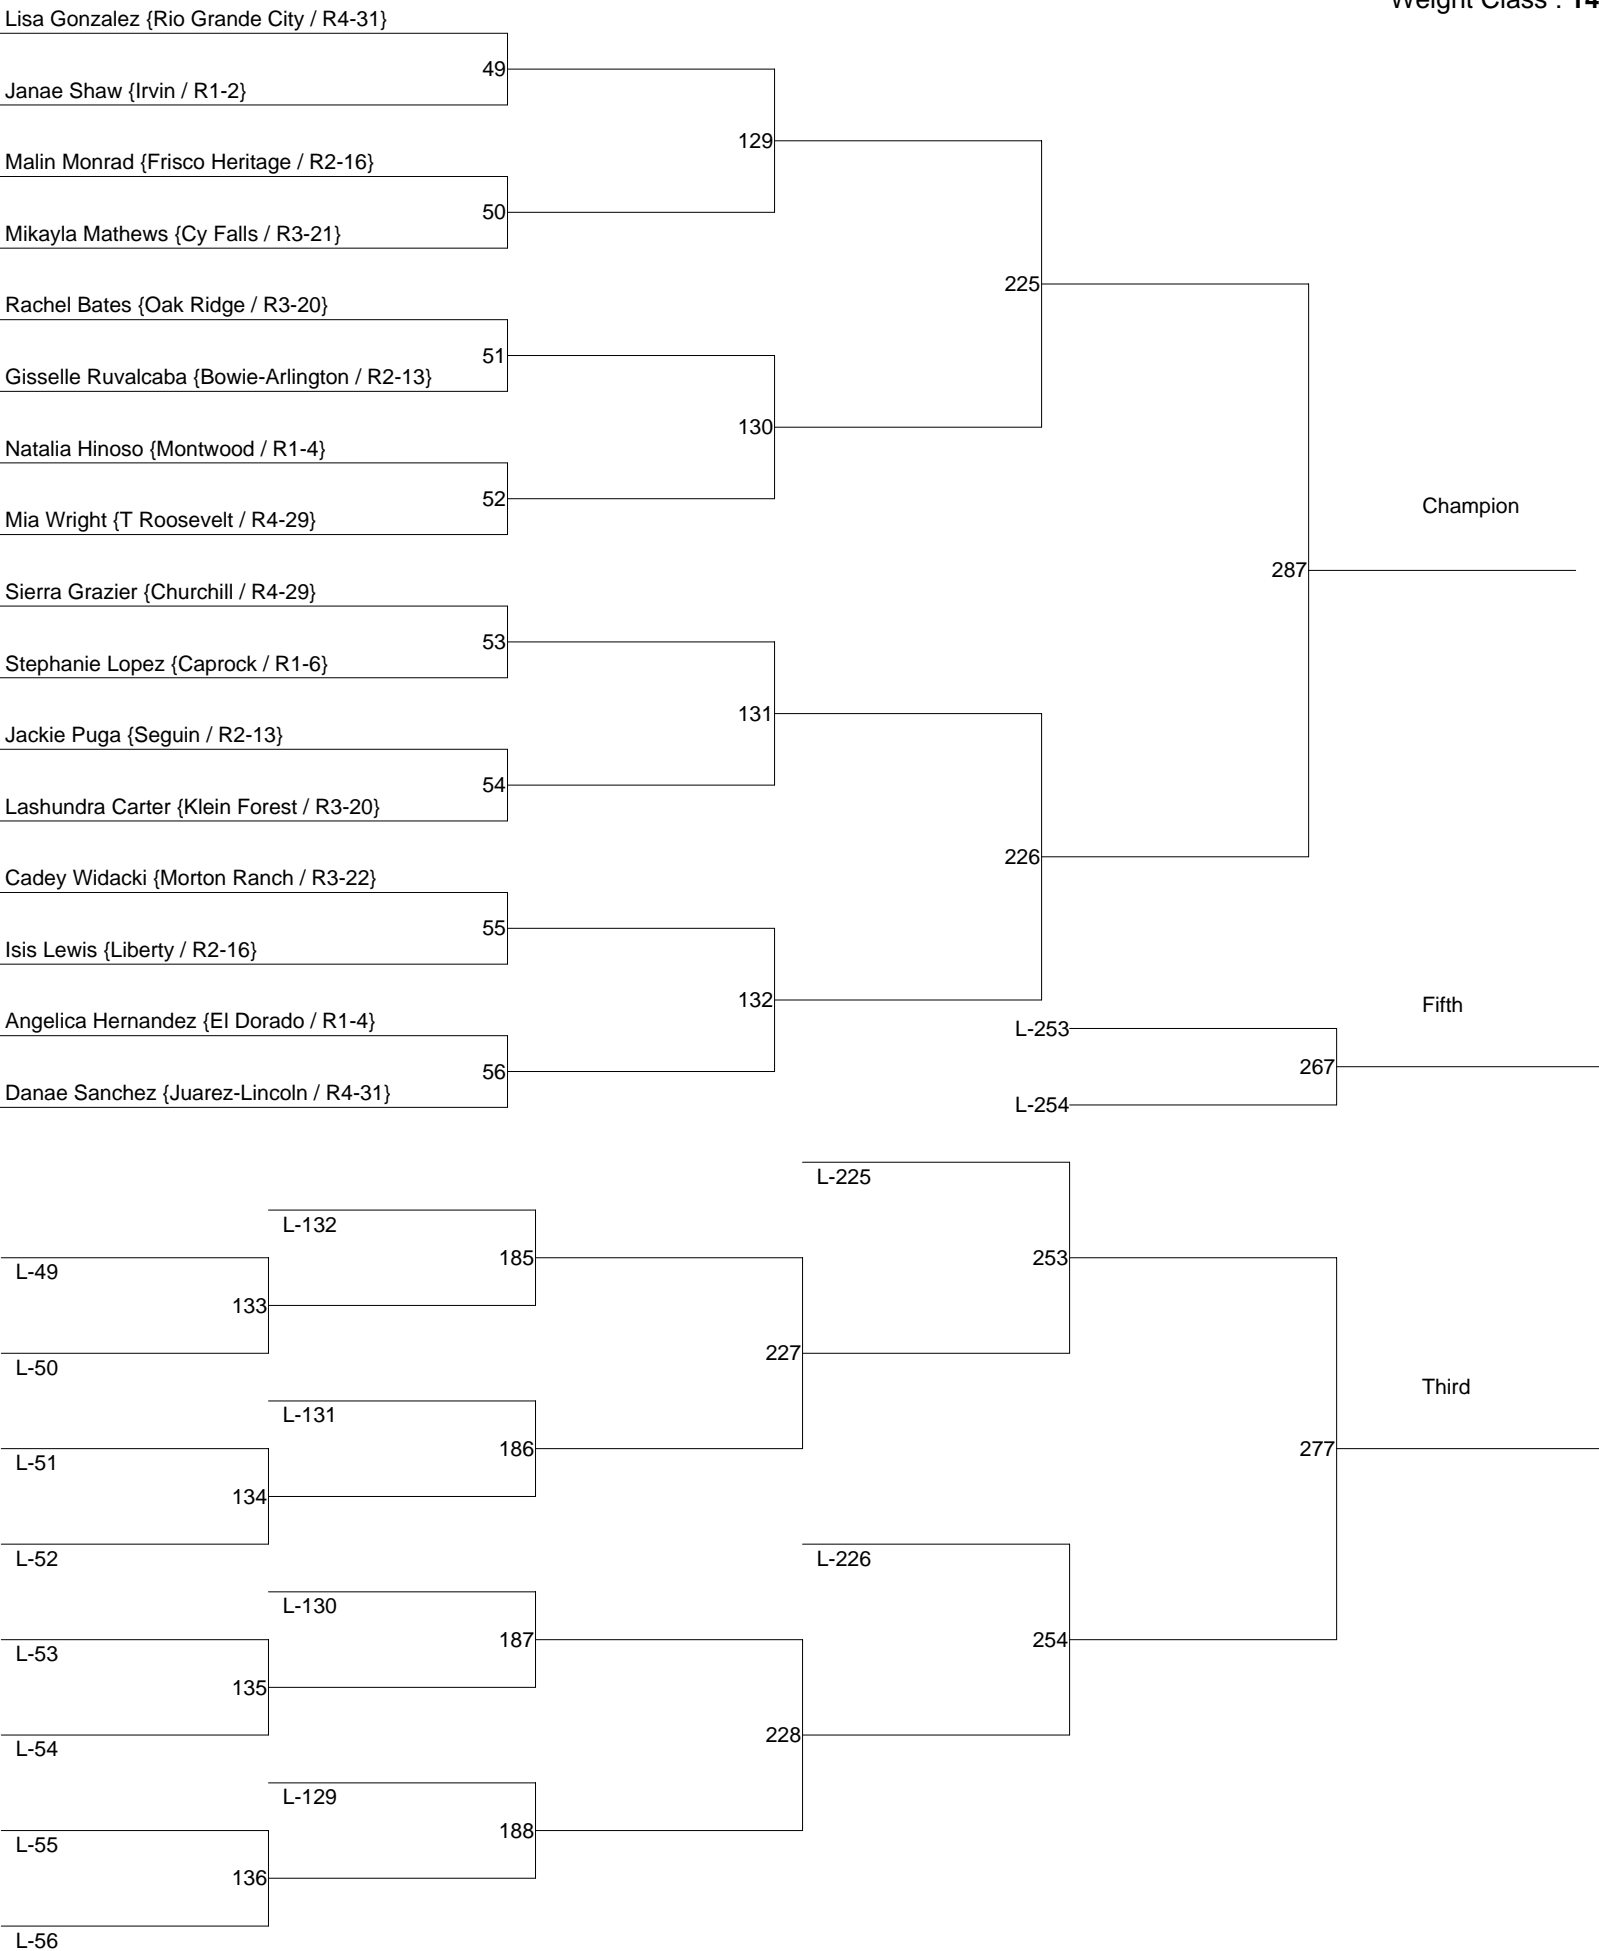 Weight Class : 14
Lisa Gonzalez {Rio Grande City / R4-31}
49
Janae Shaw {Irvin / R1-2}
129
Malin Monrad {Frisco Heritage / R2-16}
50
Mikayla Mathews {Cy Falls / R3-21}
225
Rachel Bates {Oak Ridge / R3-20}
51
Gisselle Ruvalcaba {Bowie-Arlington / R2-13}
130
Natalia Hinoso {Montwood / R1-4}
52
Champion
Mia Wright {T Roosevelt / R4-29}
287
Sierra Grazier {Churchill / R4-29}
53
Stephanie Lopez {Caprock / R1-6}
131
Jackie Puga {Seguin / R2-13}
54
Lashundra Carter {Klein Forest / R3-20}
226
Cadey Widacki {Morton Ranch / R3-22}
55
Isis Lewis {Liberty / R2-16}
132
Fifth
Angelica Hernandez {El Dorado / R1-4}
L-253
267
56
Danae Sanchez {Juarez-Lincoln / R4-31}
L-254
L-225
L-132
185
253
L-49
133
227
L-50
Third
L-131
186
277
L-51
134
L-52
L-226
L-130
187
254
L-53
135
228
L-54
L-129
188
L-55
136
L-56